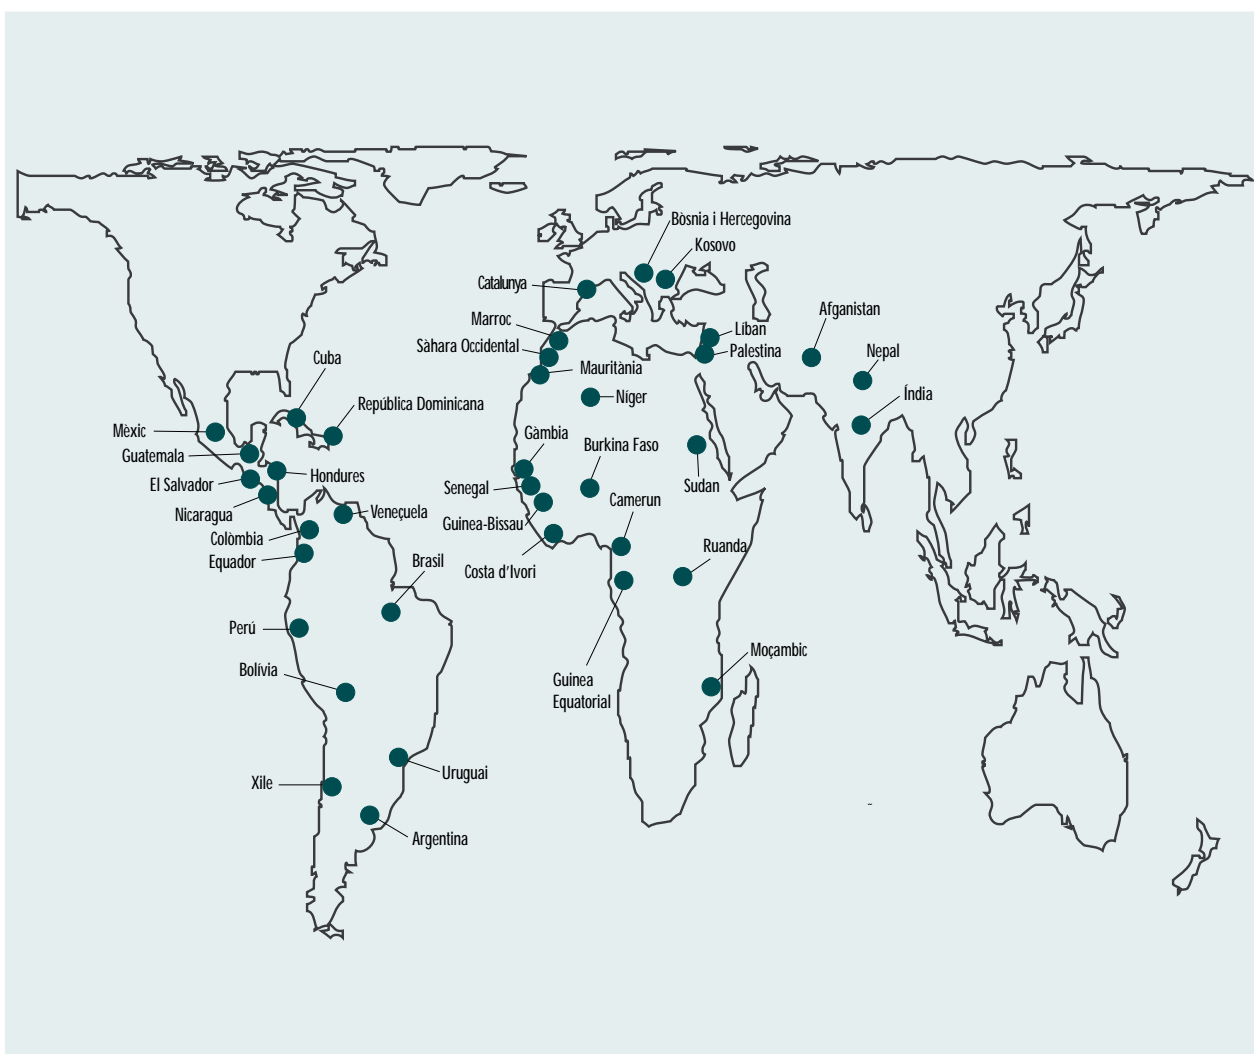 Bòsnia i Hercegovina
Kosovo
Catalunya
Afganistan
Marroc
Líban
Sàhara Occidental
Palestina
Nepal
Cuba
Mauritània
Índia
República Dominicana
Níger
Mèxic
Gàmbia
Burkina Faso
Guatemala
Hondures
El Salvador
Senegal
Sudan
Camerun
Nicaragua
Veneçuela
Guinea-Bissau
Colòmbia
Ruanda
Equador
Brasil
Costa d'Ivori
Perú
Moçambic
Bolívia
Guinea
Equatorial
Uruguai
Xile
Argentina